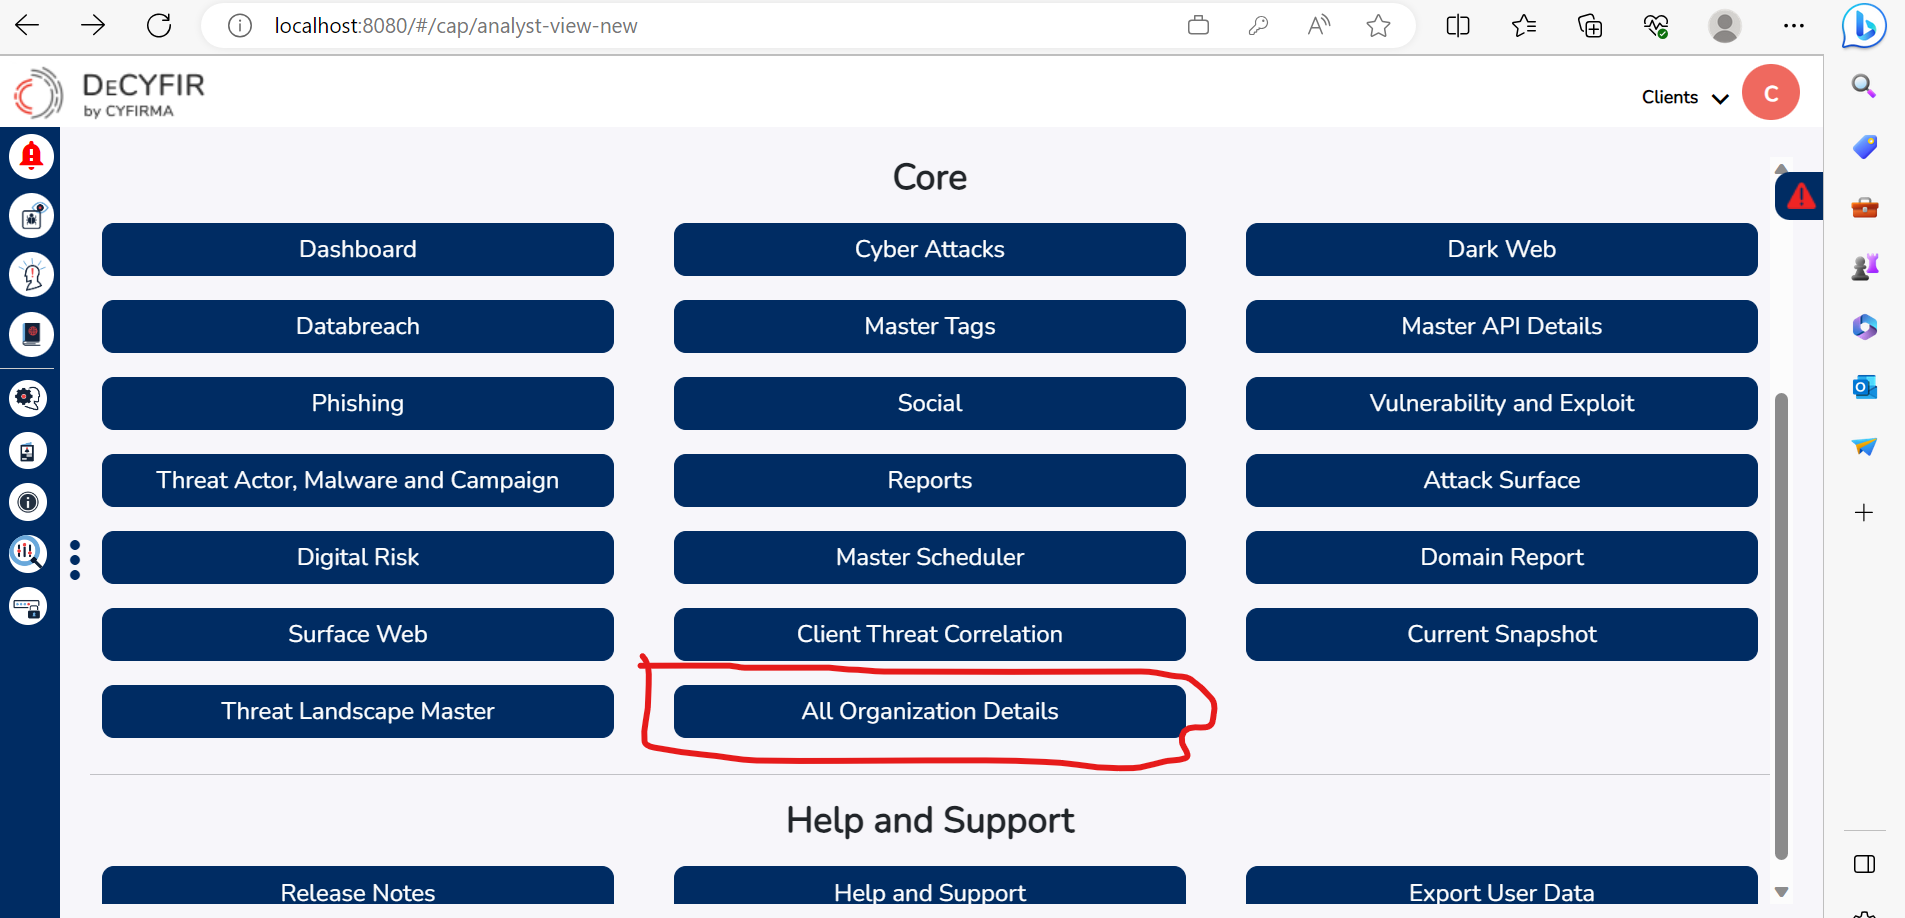 localhost:8080/#/cap/analyst-view-new
DECYFIR
by CYFIRMA
Clients
C
Core
Dashboard
Cyber Attacks
Dark Web
Databreach
Master Tags
Master API Details
Phishing
Social
Vulnerability and Exploit
Threat Actor, Malware and Campaign
Reports
Attack Surface
Digital Risk
Master Scheduler
Domain Report
Surface Web
Client Threat Correlation
Current Snapshot
Threat Landscape Master
All Organization Details
Help and Support
Release Notes
Help and Support
Export User Data